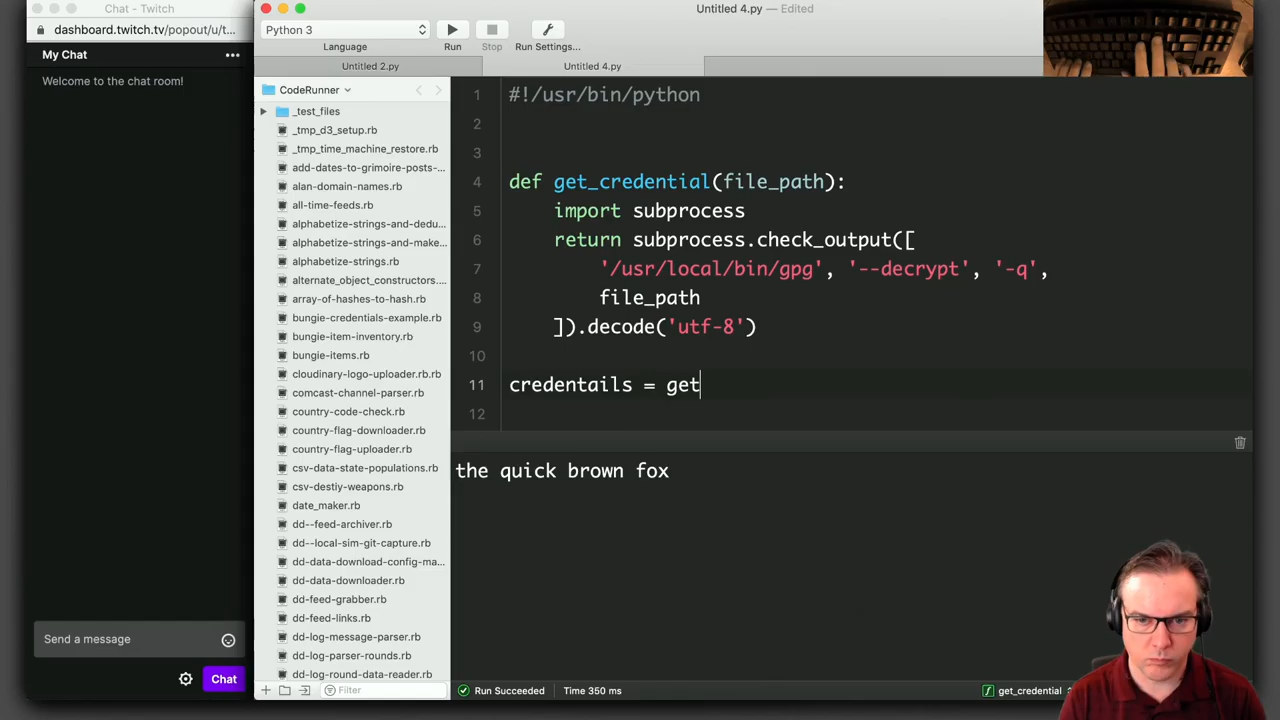 Chat - Twitch
dashboard.twitch.tv/popout/u/t...
My Chat
Welcome to the chat room!
Send a message
Chat
Untitled 4.py — Edited
Python 3
Language
Run
Stop
Run Settings...
Untitled 2.py
Untitled 4.py
CodeRunner
_test_files
_tmp_d3_setup.rb
_tmp_time_machine_restore.rb
add-dates-to-grimoire-posts-...
alan-domain-names.rb
all-time-feeds.rb
alphabetize-strings-and-dedu...
alphabetize-strings-and-make...
alphabetize-strings.rb
alternate_object_constructors....
array-of-hashes-to-hash.rb
bungie-credentials-example.rb
bungie-item-inventory.rb
bungie-items.rb
cloudinary-logo-uploader.rb.rb
comcast-channel-parser.rb
country-code-check.rb
country-flag-downloader.rb
country-flag-uploader.rb
csv-data-state-populations.rb
csv-destiy-weapons.rb
date_maker.rb
dd--feed-archiver.rb
dd--local-sim-git-capture.rb
dd-data-download-config-ma...
dd-data-downloader.rb
dd-feed-grabber.rb
dd-feed-links.rb
dd-log-message-parser.rb
dd-log-parser-rounds.rb
dd-log-round-data-reader.rb
Filter
1 #!/usr/bin/python
2
3
4 def get_credential(file_path):
5 import subprocess
6 return subprocess.check_output([
7 '/usr/local/bin/gpg', '--decrypt', '-q',
8 file_path
9 ]).decode('utf-8')
10
11 credentails = get
12
the quick brown fox
Run Succeeded
Time 350 ms
get_credential